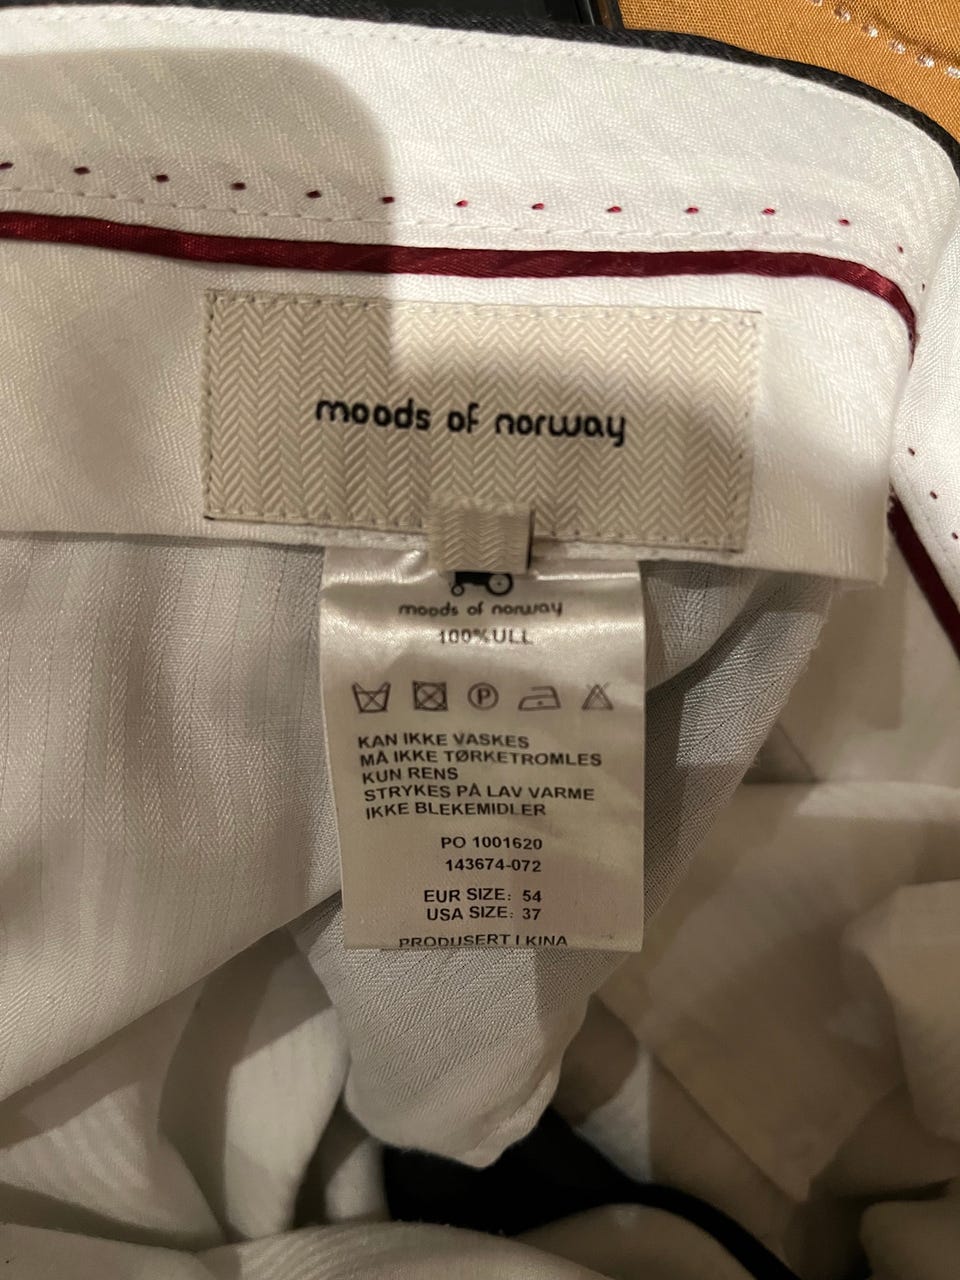 moods of norway
moods of norway
100% ULL
P
KAN IKKE VASKES
MÅ IKKE TØRKETROMLES
KUN RENS
STRYKES PÅ LAV VARME
IKKE BLEKEMIDLER
PO 1001620
143674-072
EUR SIZE: 54
USA SIZE: 37
PRODUSERT I KINA